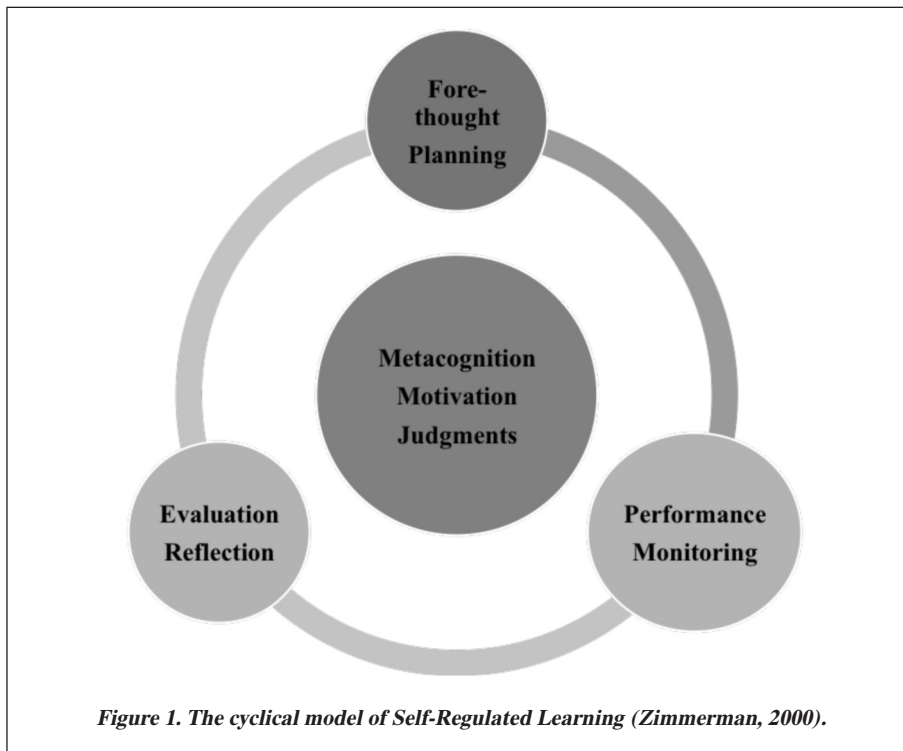 Fore-
thought
Planning
Metacognition
Motivation
Judgments
Evaluation
Reflection
Performance
Monitoring
Figure 1. The cyclical model of Self-Regulated Learning (Zimmerman, 2000).